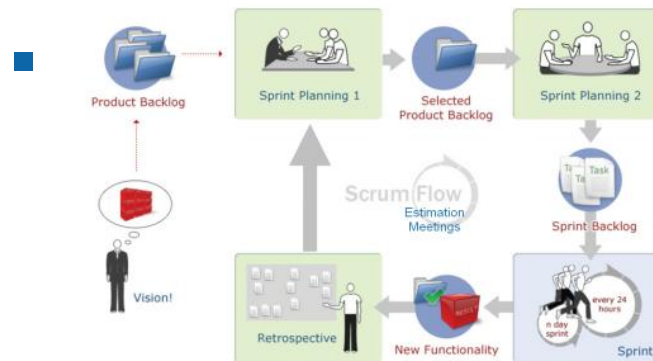 Product Backlog
Sprint Planning 1
Selected
Product Backlog
Sprint Planning 2
Scrum Flow
Estimation
Meetings
Task
Sprint Backlog
Vision!
Retrospective
New Functionality
every 24
hours
n day
sprint
Sprint